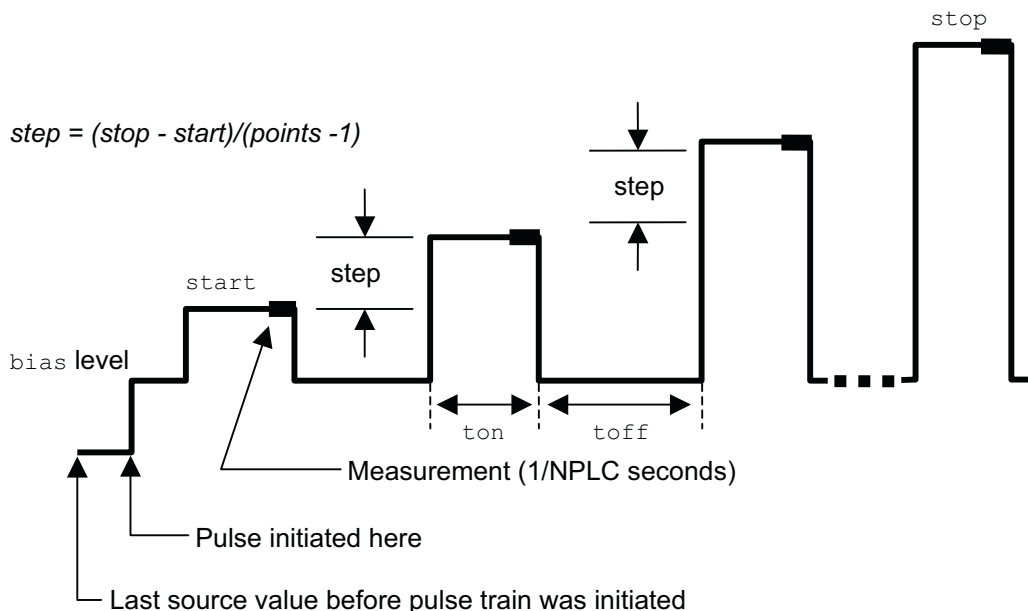 stop
step = (stop - start)/(points -1)
step
step
start
bias level
ton
toff
Measurement (1/NPLC seconds)
Pulse initiated here
Last source value before pulse train was initiated